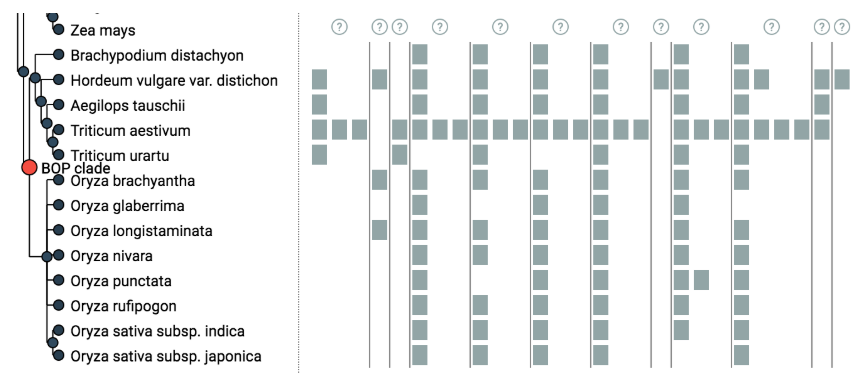 ? ? ? ? ? ? ? ? ? ? ? ?
Zea mays
Brachypodium distachyon
Hordeum vulgare var. distichon
Aegilops tauschii
Triticum aestivum
Triticum urartu
BOP clade
Oryza brachyantha
Oryza glaberrima
Oryza longistaminata
Oryza nivara
Oryza punctata
Oryza rufipogon
Oryza sativa subsp. indica
Oryza sativa subsp. japonica